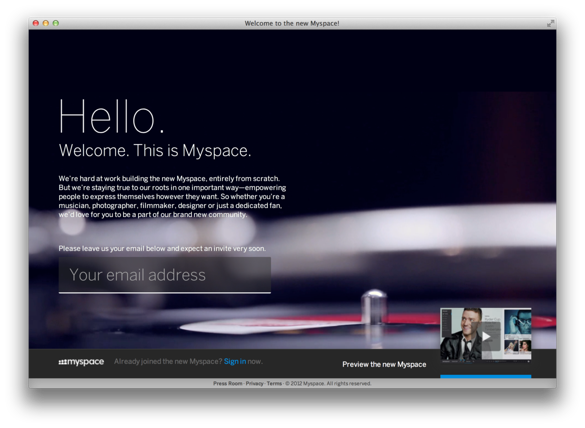 Welcome to the new Myspace!
Hello.
Welcome. This is Myspace.
We're hard at work building the new Myspace, entirely from scratch.
But we're staying true to our roots in one important way—empowering
people to express themselves however they want. So whether you're a
musician, photographer, filmmaker, designer or just a dedicated fan,
we'd love for you to be a part of our brand new community.
Please leave us your email below and expect an invite very soon.
Your email address
myspace
Already joined the new Myspace? Sign in now.
Preview the new Myspace
Press Room · Privacy · Terms · © 2012 Myspace. All rights reserved.